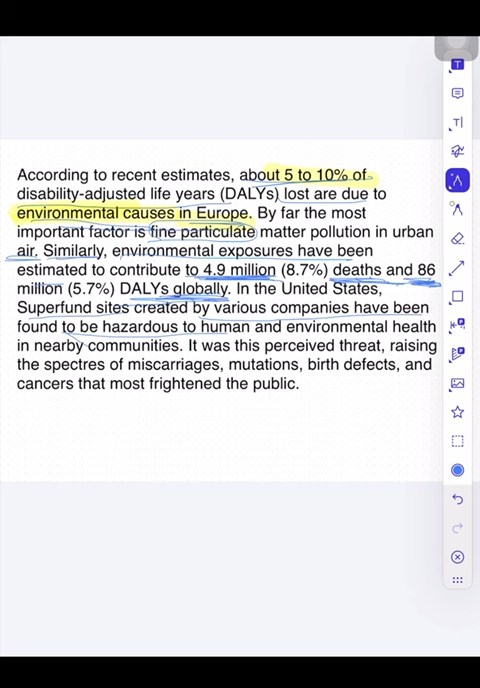 According to recent estimates, about 5 to 10% of
disability-adjusted life years (DALYs) lost are due to
environmental causes in Europe. By far the most
important factor is fine particulate matter pollution in urban
air. Similarly, environmental exposures have been
estimated to contribute to 4.9 million (8.7%) deaths and 86
million (5.7%) DALYs globally. In the United States,
Superfund sites created by various companies have been
found to be hazardous to human and environmental health
in nearby communities. It was this perceived threat, raising
the spectres of miscarriages, mutations, birth defects, and
cancers that most frightened the public.